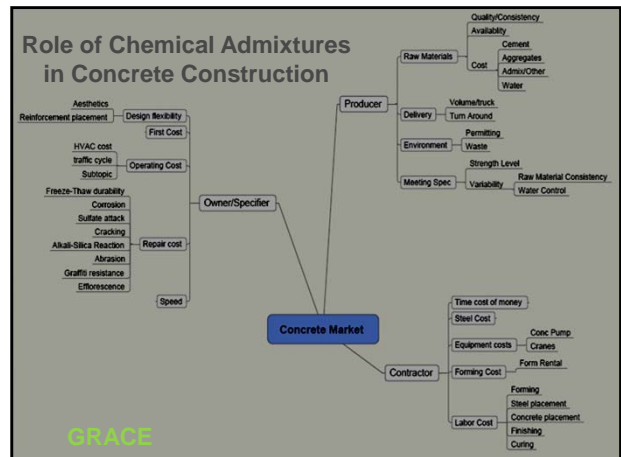 Role of Chemical Admixtures
in Concrete Construction
Aesthetics
Reinforcement placement
Design flexibility
First Cost
HVAC cost
traffic cycle
Subtopic
Operating Cost
Freeze-Thaw durability
Corrosion
Sulfate attack
Cracking
Alkali-Silica Reaction
Abrasion
Graffiti resistance
Efflorescence
Repair cost
Speed
Owner/Specifier
Concrete Market
Producer
Raw Materials
Quality/Consistency
Availablity
Cost
Cement
Aggregates
Admix/Other
Water
Delivery
Volume/truck
Turn Around
Environment
Permitting
Waste
Meeting Spec
Strength Level
Variability
Raw Material Consistency
Water Control
Contractor
Time cost of money
Steel Cost
Equipment costs
Conc Pump
Cranes
Forming Cost
Form Rental
Labor Cost
Forming
Steel placement
Concrete placement
Finishing
Curing
GRACE